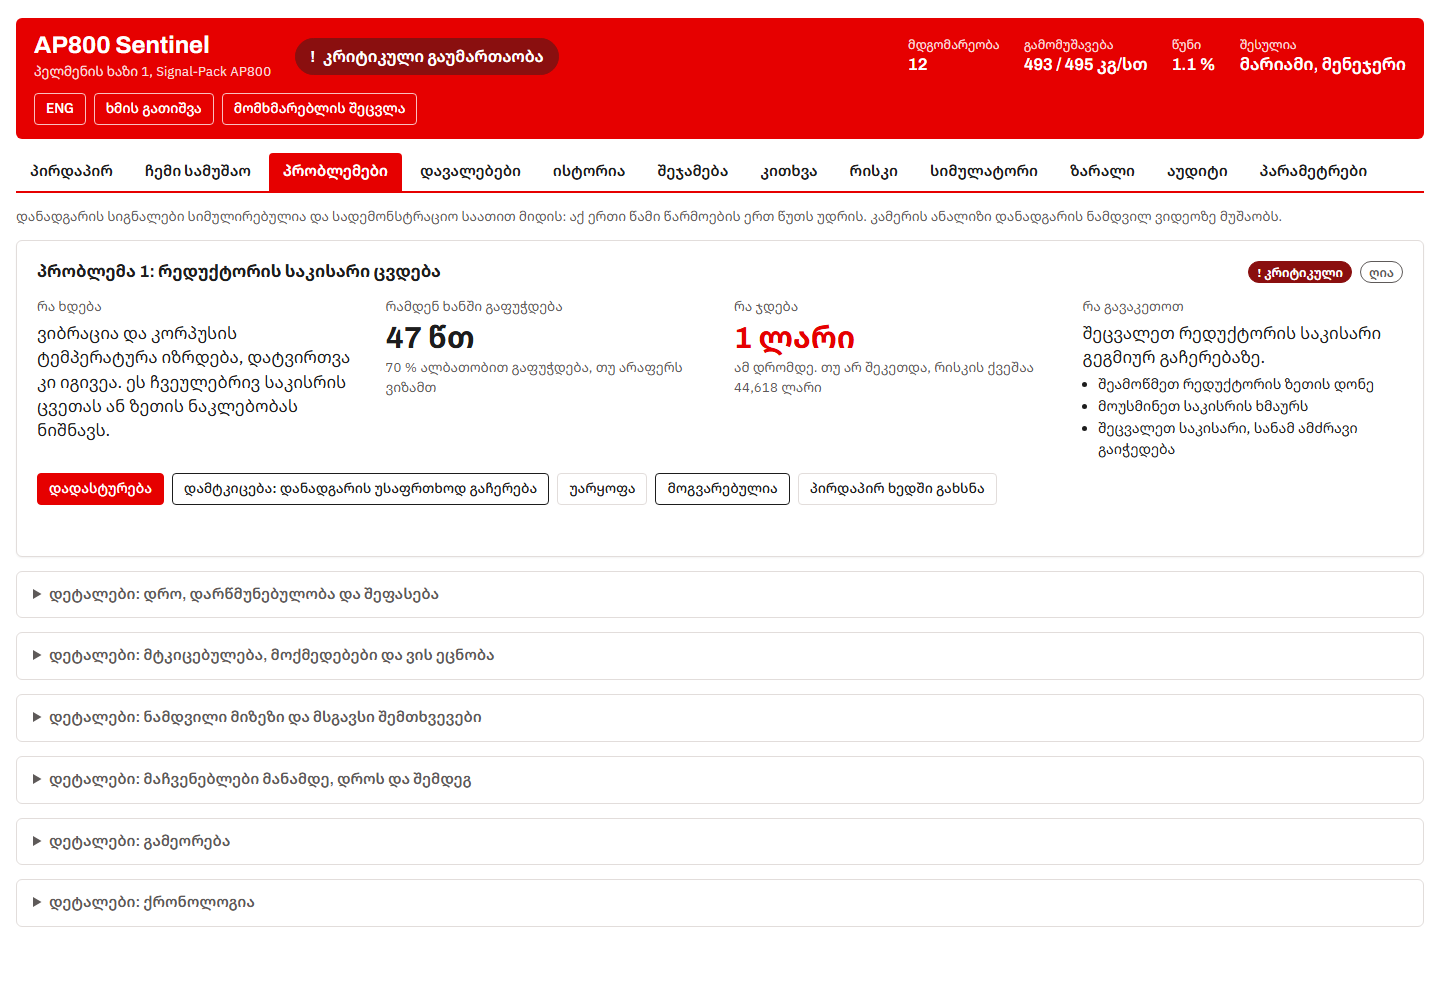 AP800 Sentinel
პელმენის ხაზი 1, Signal-Pack AP800
! კრიტიკული გაუმართაობა
მდგომარეობა
12
გამომუშავება
493 / 495 კგ/სთ
წუნი
1.1 %
შესულია
მარიამი, მენეჯერი
ENG
ხმის გათიშვა
მომხმარებლის შეცვლა
პირდაპირ
ჩემი სამუშაო
პრობლემები
დავალებები
ისტორია
შეჯამება
კითხვა
რისკი
სიმულატორი
ზარალი
აუდიტი
პარამეტრები
დანადგარის სიგნალები სიმულირებულია და სადემონსტრაციო საათით მიდის: აქ ერთი წამი წარმოების ერთ წუთს უდრის. კამერის ანალიზი დანადგარის ნამდვილ ვიდეოზე მუშაობს.
პრობლემა 1: რედუქტორის საკისარი ცვდება
! კრიტიკული
ღია
რა ხდება
ვიბრაცია და კორპუსის
ტემპერატურა იზრდება, დატვირთვა
კი იგივეა. ეს ჩვეულებრივ საკისრის
ცვეთას ან ზეთის ნაკლებობას
ნიშნავს.
რამდენ ხანში გაფუჭდება
47 წთ
70 % ალბათობით გაფუჭდება, თუ არაფერს
ვიზამთ
რა ჯდება
1 ლარი
ამ დრომდე. თუ არ შეკეთდა, რისკის ქვეშაა
44,618 ლარი
რა გავაკეთოთ
შეცვალეთ რედუქტორის საკისარი
გეგმიურ გაჩერებაზე.
• შეამოწმეთ რედუქტორის ზეთის დონე
• მოუსმინეთ საკისრის ხმაურს
• შეცვალეთ საკისარი, სანამ ამძრავი
გაიჭედება
დადასტურება
დამტკიცება: დანადგარის უსაფრთხოდ გაჩერება
უარყოფა
მოგვარებულია
პირდაპირ ხედში გახსნა
▶ დეტალები: დრო, დარწმუნებულობა და შეფასება
▶ დეტალები: მტკიცებულება, მოქმედებები და ვის ეცნობა
▶ დეტალები: ნამდვილი მიზეზი და მსგავსი შემთხვევები
▶ დეტალები: მაჩვენებლები მანამდე, დროს და შემდეგ
▶ დეტალები: გამეორება
▶ დეტალები: ქრონოლოგია